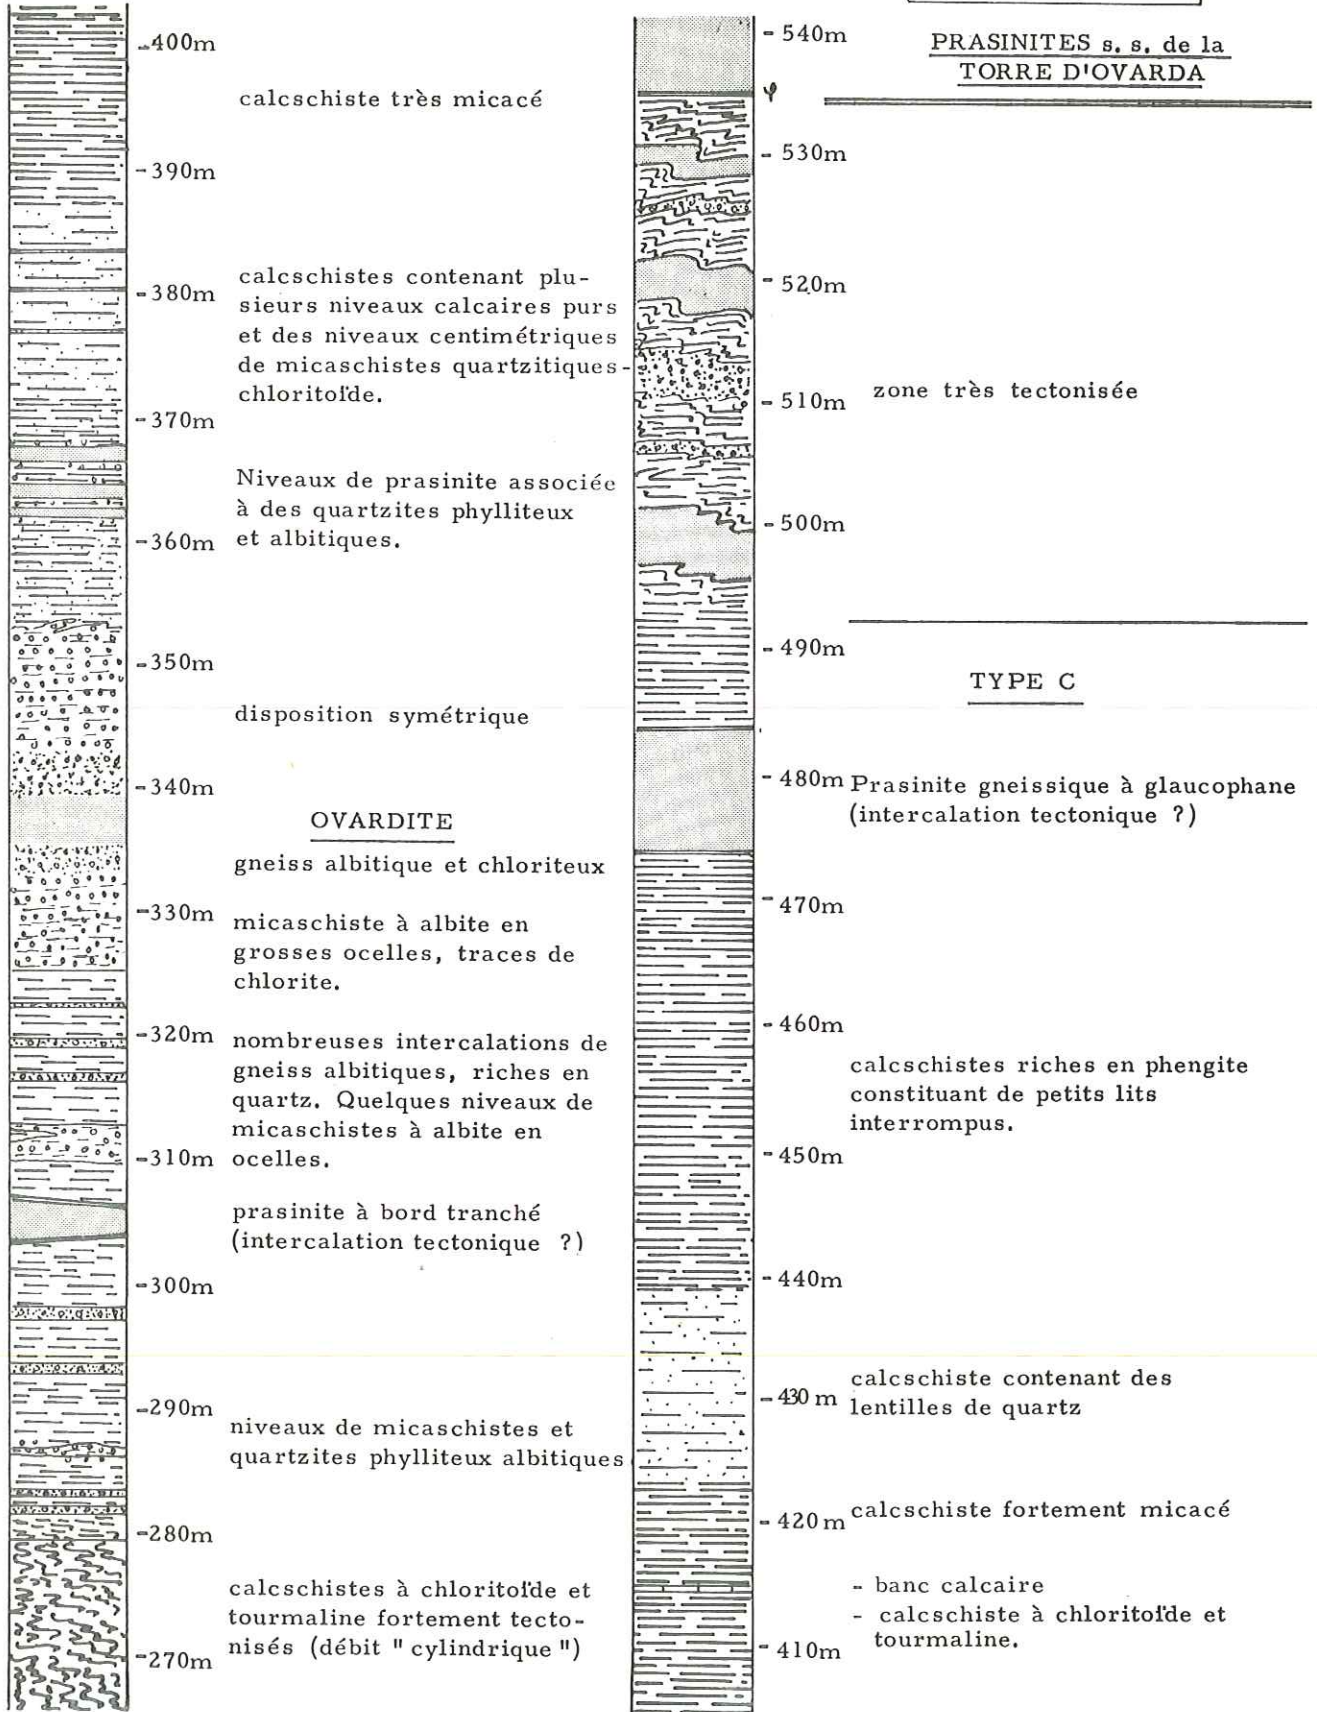 400m
calcschiste très micacé
-390m
calcschistes contenant plu-
-380m
sieurs niveaux calcaires purs
et des niveaux centimétriques
de micaschistes quartzitiques-
chloritoïde.
-370m
Niveaux de prasinite associée
à des quartzites phylliteux
-360m
et albitiques.
-350m
disposition symétrique
-340m
OVARDITE
gneiss albitique et chloriteux
-330m
micaschiste à albite en
grosses ocelles, traces de
chlorite.
-320m
nombreuses intercalations de
gneiss albitiques, riches en
quartz. Quelques niveaux de
micaschistes à albite en
-310m
ocelles.
prasinite à bord tranché
(intercalation tectonique ?)
-300m
-290m
niveaux de micaschistes et
quartzites phylliteux albitiques
-280m
calcschistes à chloritoïde et
tourmaline fortement tecto-
nisés (débit " cylindrique ")
-270m
- 540m
PRASINITES s. s. de la
TORRE D'OVARDA
φ
- 530m
- 520m
- 510m
zone très tectonisée
- 500m
- 490m
TYPE C
- 480m
Prasinite gneissique à glaucophane
(intercalation tectonique ?)
- 470m
- 460m
calcschistes riches en phengite
constituant de petits lits
interrompus.
- 450m
- 440m
calcschiste contenant des
- 430 m
lentilles de quartz
- 420 m
calcschiste fortement micacé
- banc calcaire
- calcschiste à chloritoïde et
tourmaline.
- 410m